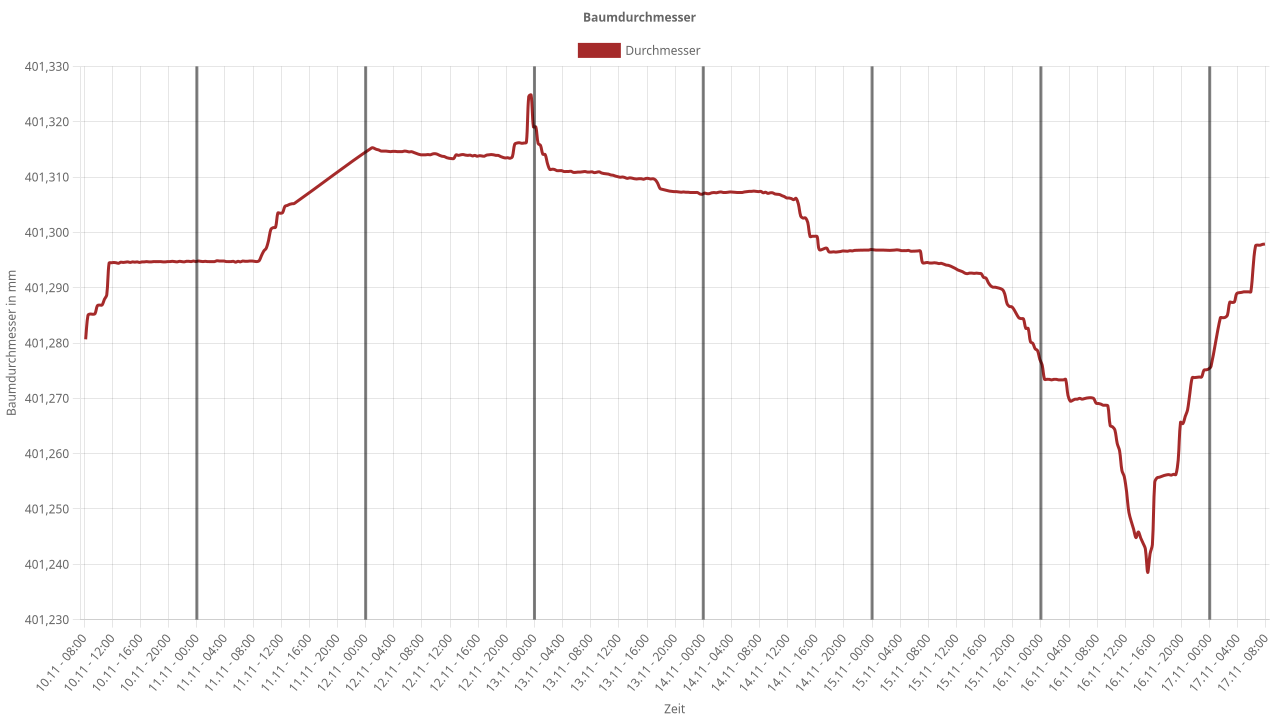 Baumdurchmesser
Durchmesser
401,330
401,320
401,310
401,300
401,290
401,280
401,270
401,260
401,250
401,240
401,230
Baumdurchmesser in mm
10.11 - 08:00
10.11 - 12:00
10.11 - 16:00
10.11 - 20:00
11.11 - 00:00
11.11 - 04:00
11.11 - 08:00
11.11 - 12:00
11.11 - 16:00
11.11 - 20:00
12.11 - 00:00
12.11 - 04:00
12.11 - 08:00
12.11 - 12:00
12.11 - 16:00
12.11 - 20:00
13.11 - 00:00
13.11 - 04:00
13.11 - 08:00
13.11 - 12:00
13.11 - 16:00
13.11 - 20:00
14.11 - 00:00
14.11 - 04:00
14.11 - 08:00
14.11 - 12:00
14.11 - 16:00
14.11 - 20:00
15.11 - 00:00
15.11 - 04:00
15.11 - 08:00
15.11 - 12:00
15.11 - 16:00
15.11 - 20:00
16.11 - 00:00
16.11 - 04:00
16.11 - 08:00
16.11 - 12:00
16.11 - 16:00
16.11 - 20:00
17.11 - 00:00
17.11 - 04:00
17.11 - 08:00
Zeit